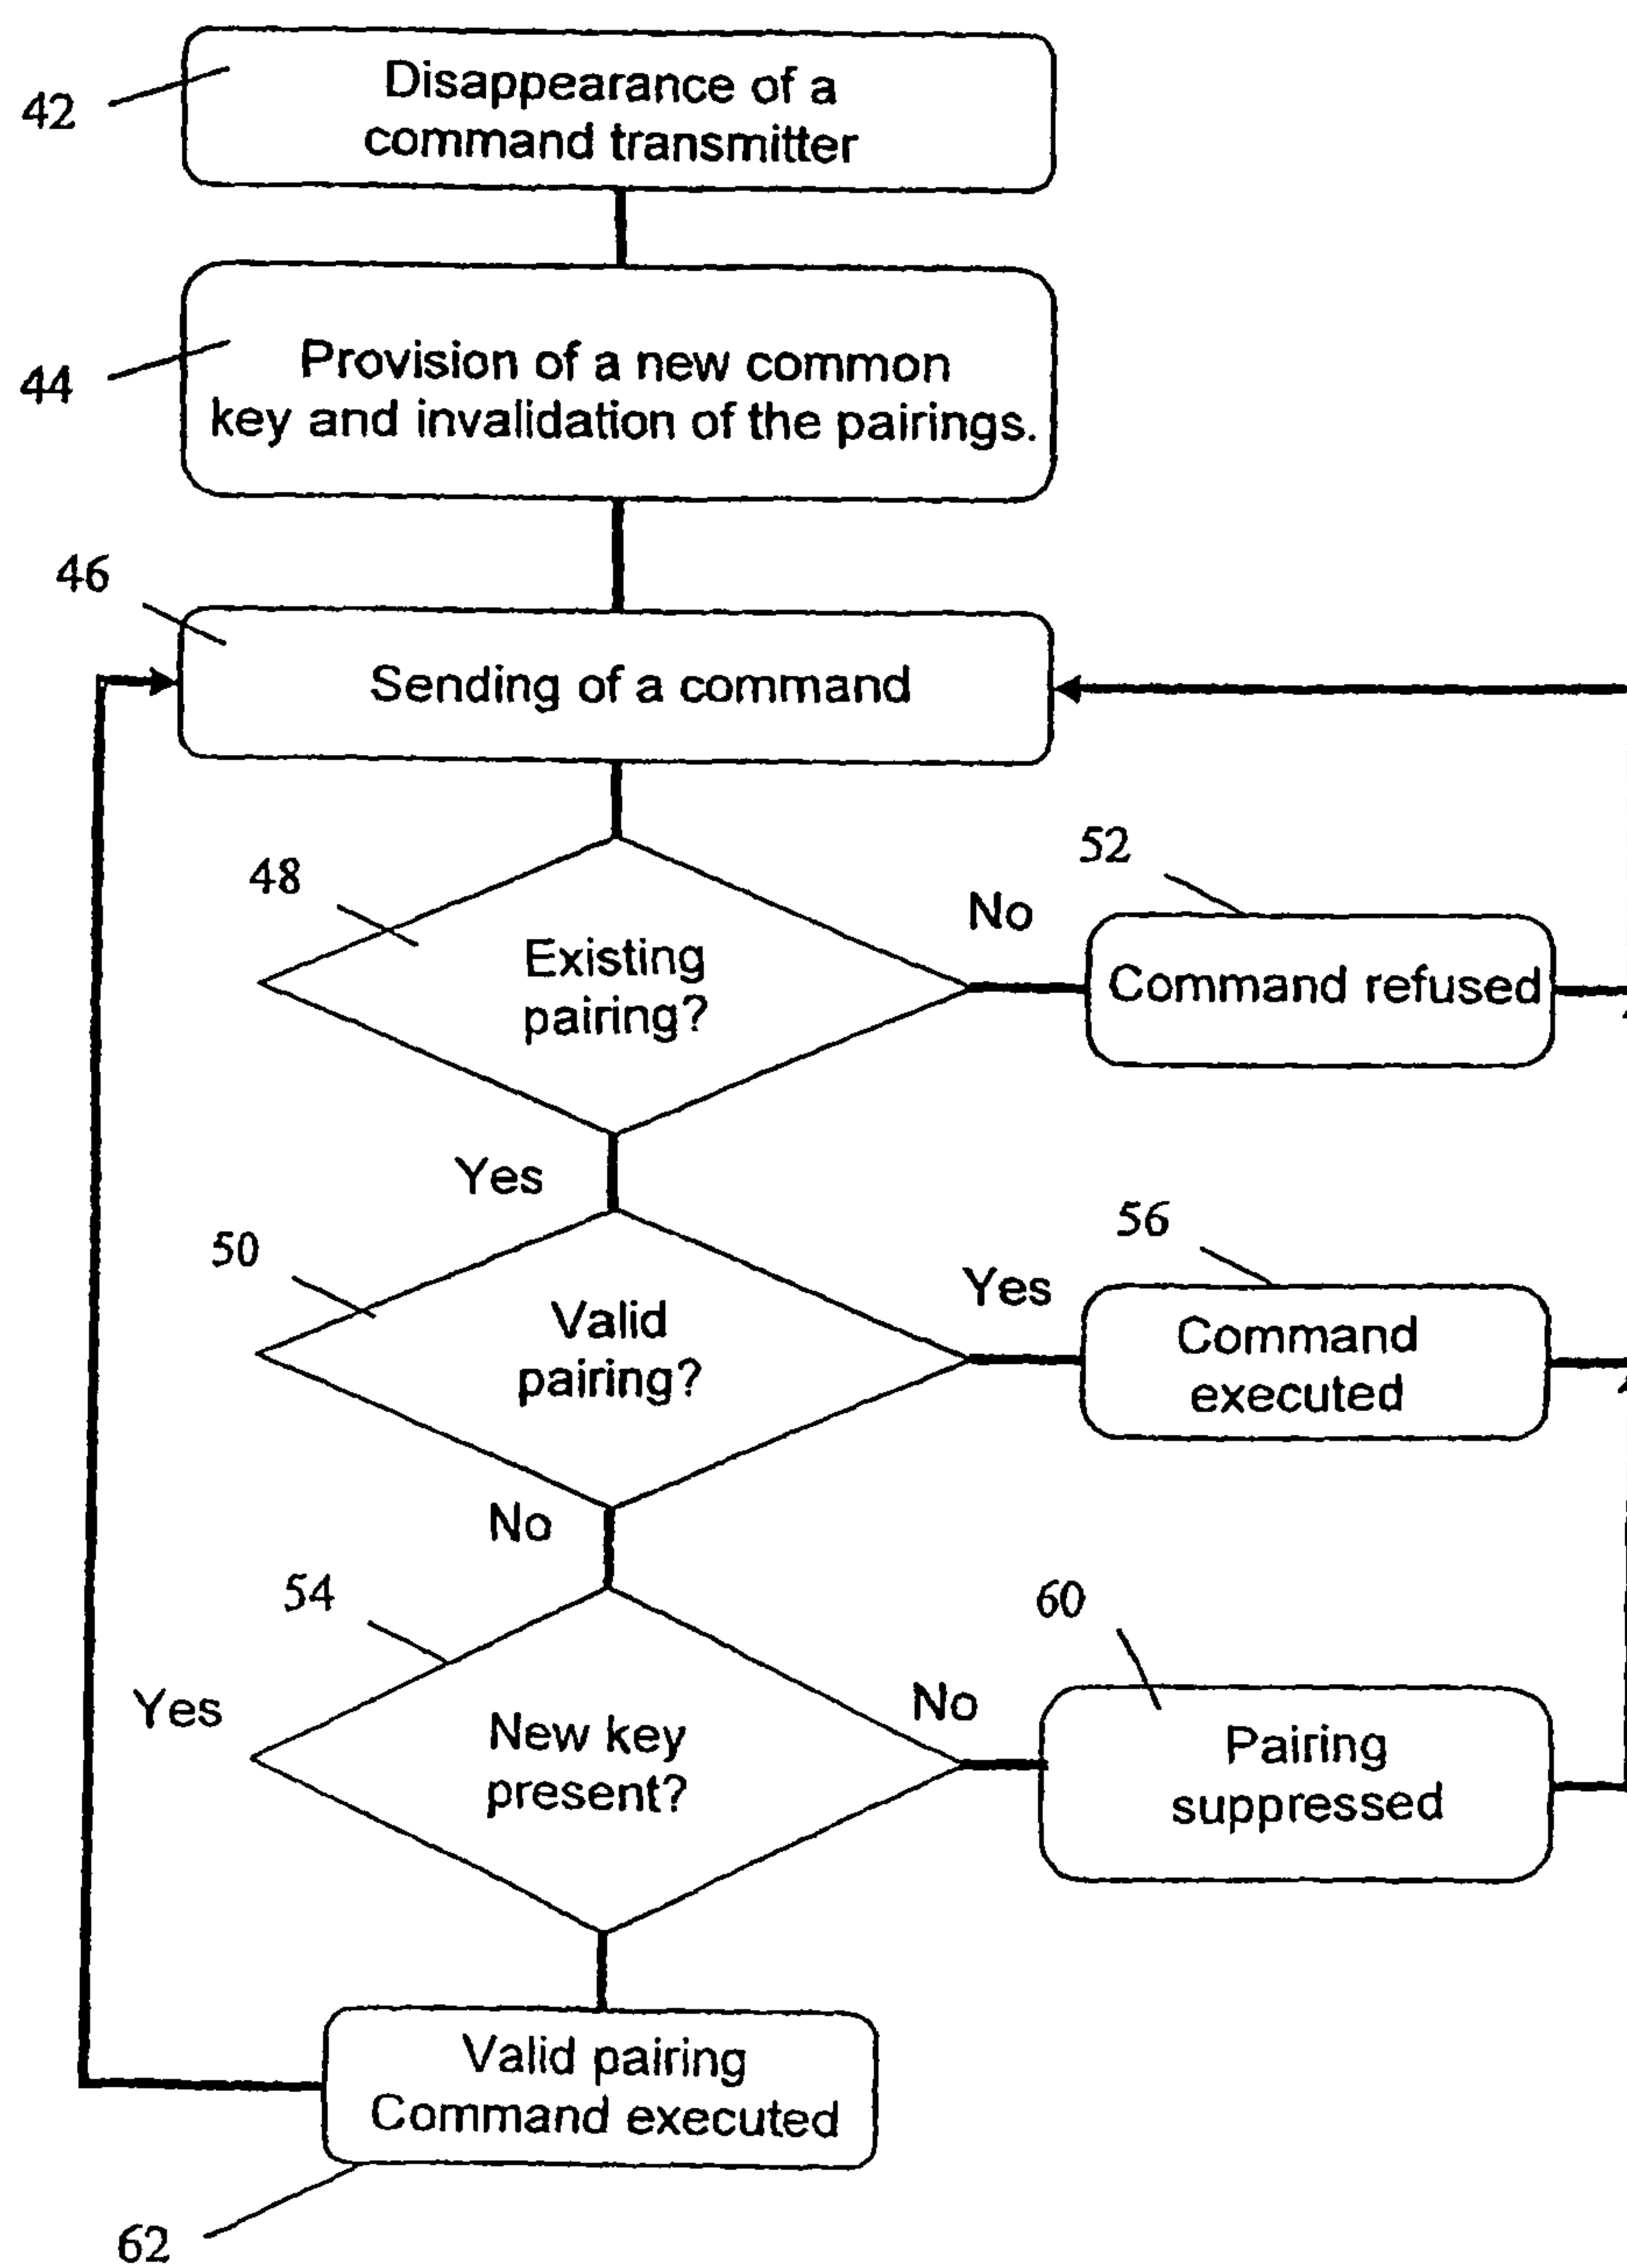 42
Disappearance of a
command transmitter
44
Provision of a new common
key and invalidation of the pairings.
46
Sending of a command
48
Existing
pairing?
No
52
Command refused
Yes
50
Valid
pairing?
Yes
56
Command
executed
No
54
New key
present?
Yes
No
60
Pairing
suppressed
Valid pairing
Command executed
62